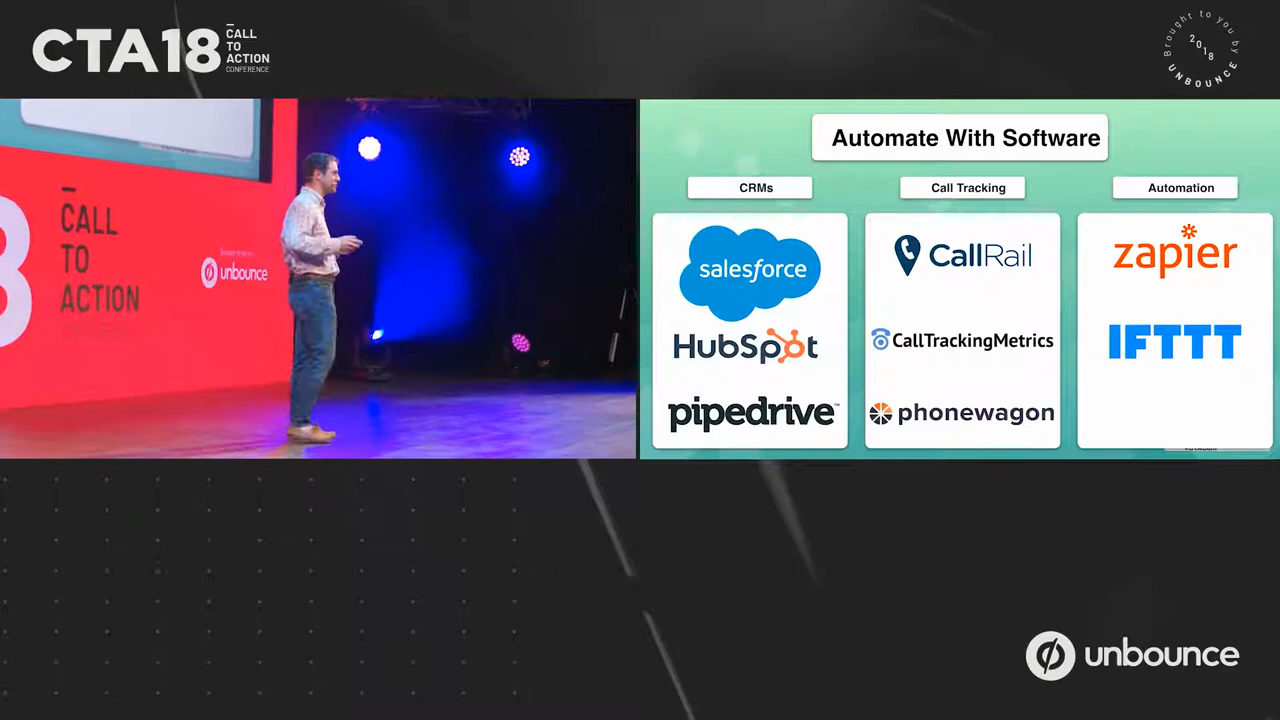 CTA18
CALL
TO
ACTION
CONFERENCE
Brought to you by
UNBOUNCE
2018
CALL
TO
ACTION
unbounce
Automate With Software
CRMs
Call Tracking
Automation
salesforce
HubSpot
pipedrive
CallRail
CallTrackingMetrics
phonewagon
zapier
IFTTT
unbounce